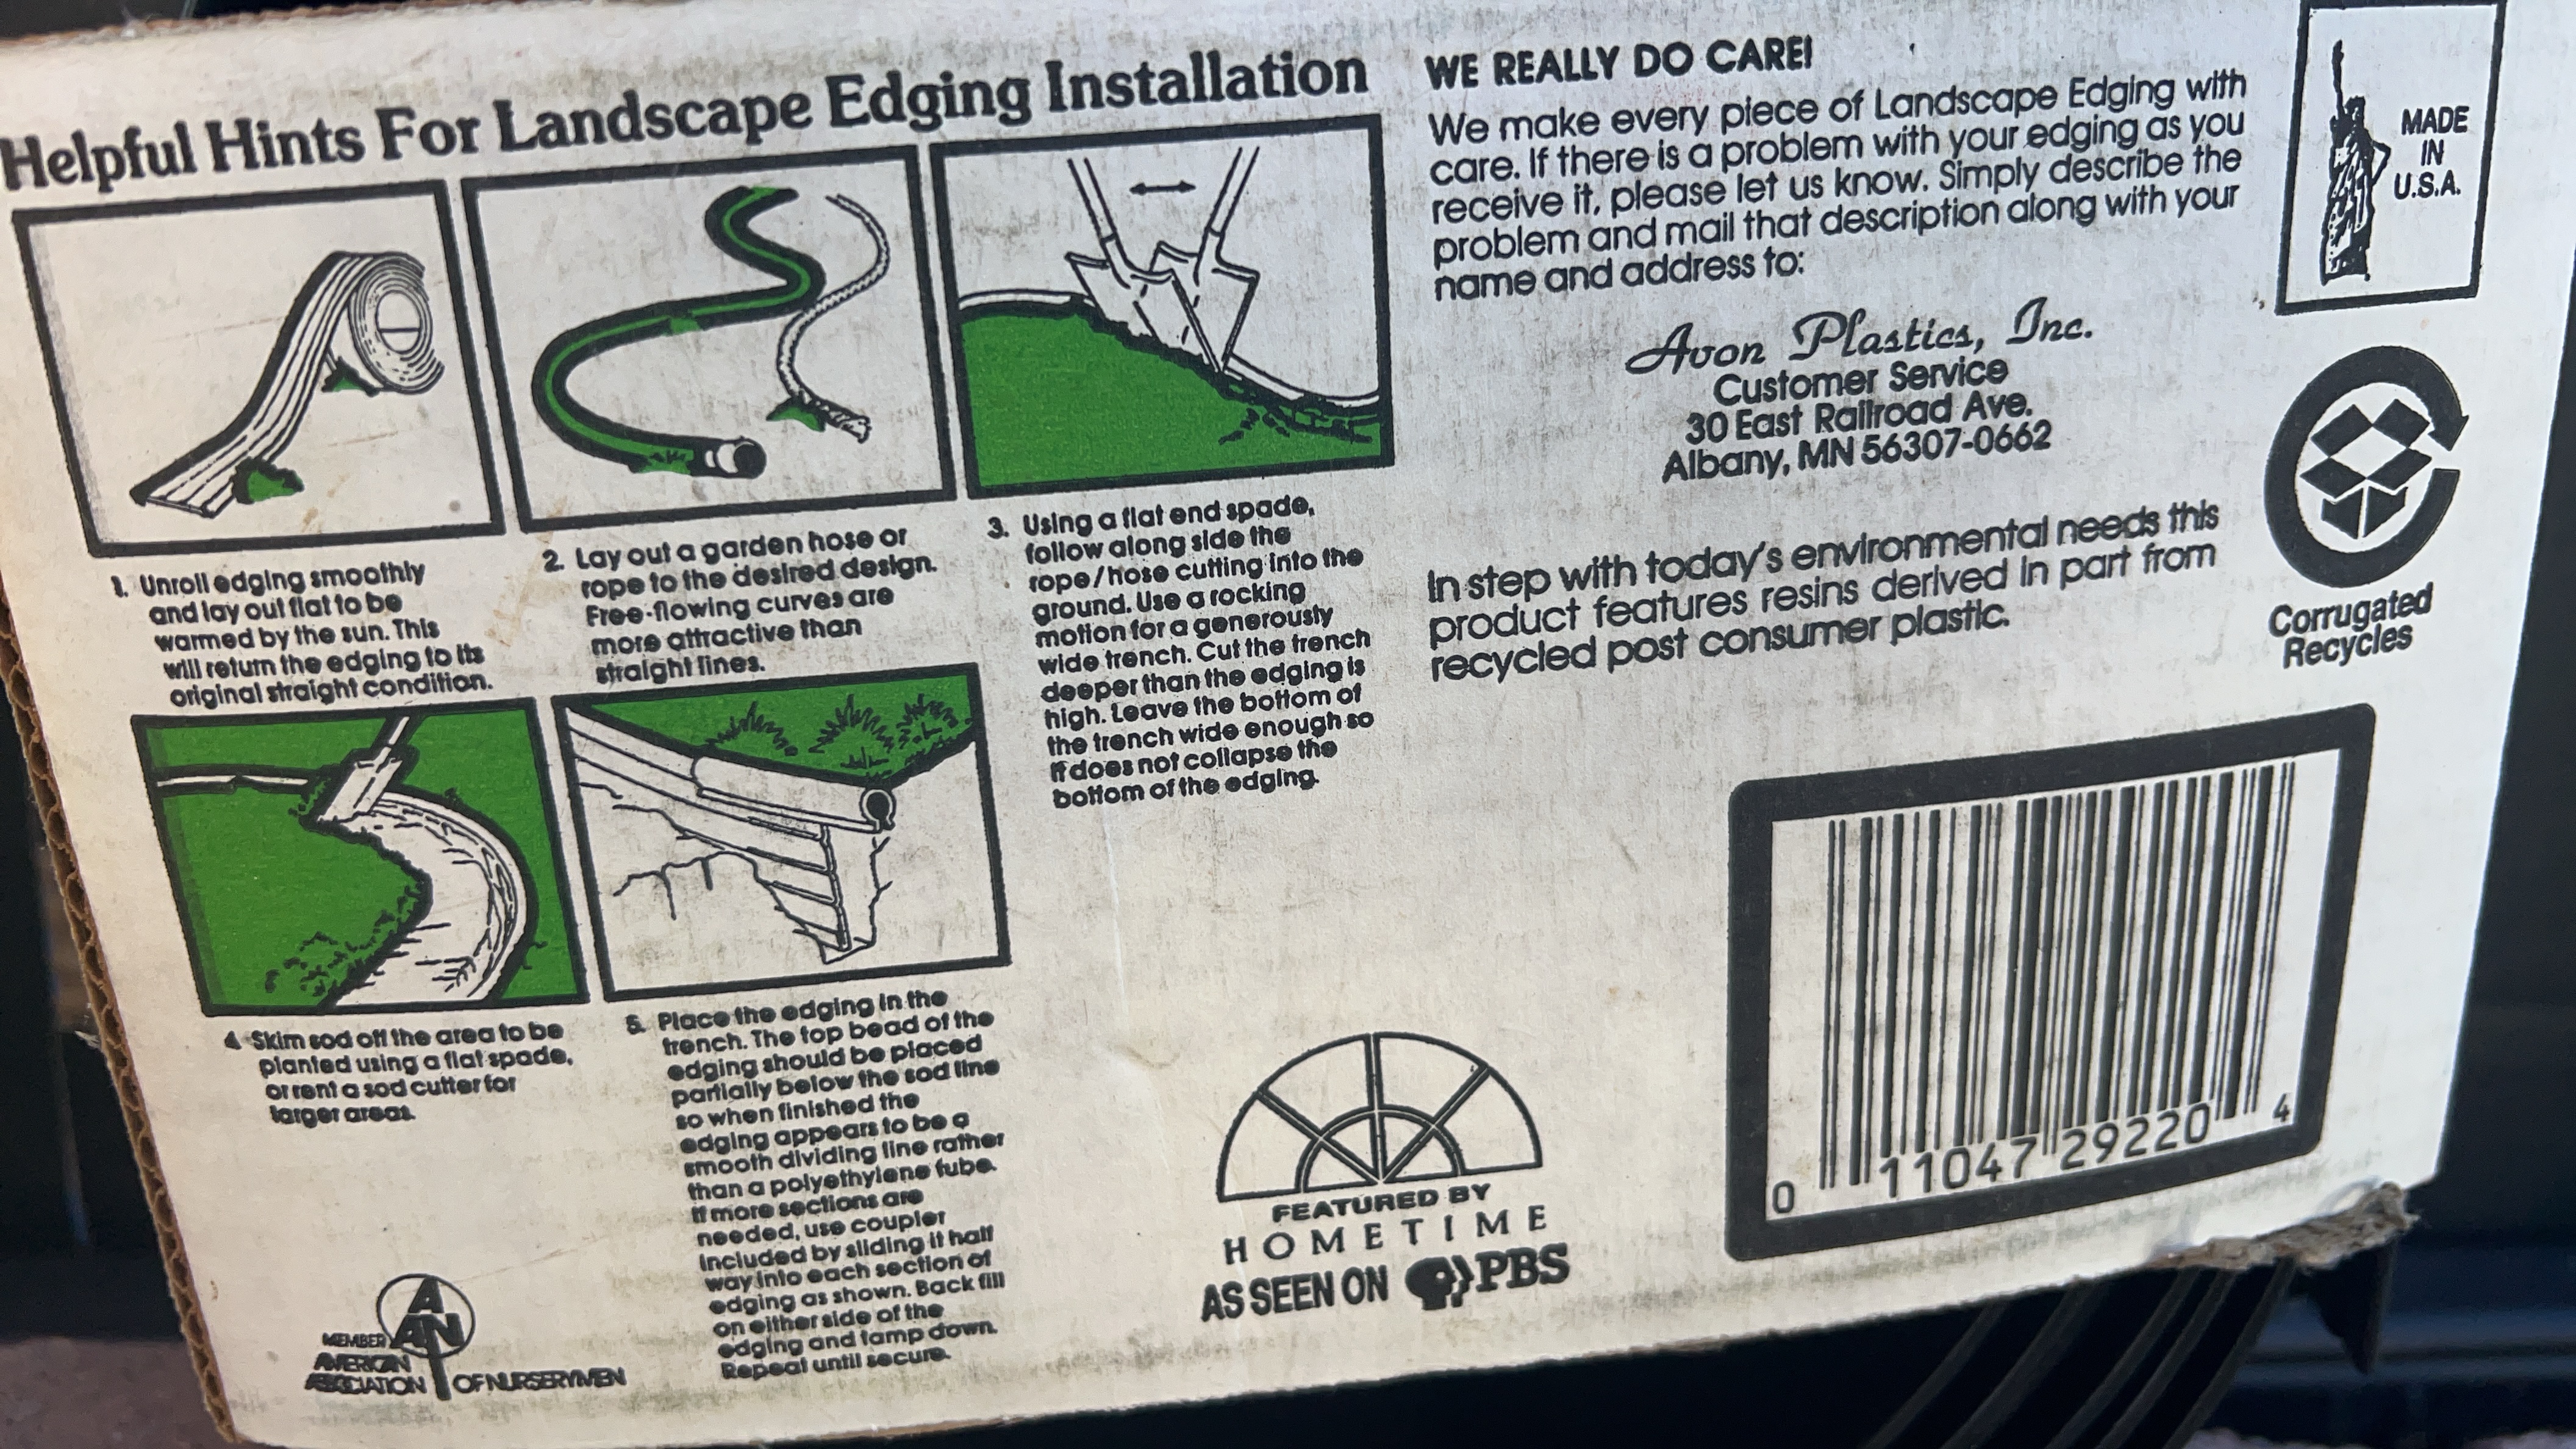 Helpful Hints For Landscape Edging Installation
1. Unroll edging smoothly
and lay out flat to be
warmed by the sun. This
will return the edging to its
original straight condition.
2. Lay out a garden hose or
rope to the desired design.
Free-flowing curves are
more attractive than
straight lines.
3. Using a flat end spade,
follow along side the
rope/hose cutting into the
ground. Use a rocking
motion for a generously
wide trench. Cut the trench
deeper than the edging is
high. Leave the bottom of
the trench wide enough so
it does not collapse the
bottom of the edging.
4. Skim sod off the area to be
planted using a flat spade,
or rent a sod cutter for
larger areas.
5. Place the edging in the
trench. The top bead of the
edging should be placed
partially below the sod line
so when finished the
edging appears to be a
smooth dividing line rather
than a polyethylene tube.
If more sections are
needed, use coupler
included by sliding it half
way into each section of
edging as shown. Back fill
on either side of the
edging and tamp down.
Repeat until secure.
A
AN
MEMBER
AMERICAN
ASSOCIATION OF NURSERYMEN
WE REALLY DO CARE!
We make every piece of Landscape Edging with
care. If there is a problem with your edging as you
receive it, please let us know. Simply describe the
problem and mail that description along with your
name and address to:
Avon Plastics, Inc.
Customer Service
30 East Railroad Ave.
Albany, MN 56307-0662
In step with today's environmental needs this
product features resins derived in part from
recycled post consumer plastic.
MADE
IN
U.S.A.
Corrugated
Recycles
FEATURED BY
HOMETIME
AS SEEN ON PBS
0 11047 29220 4